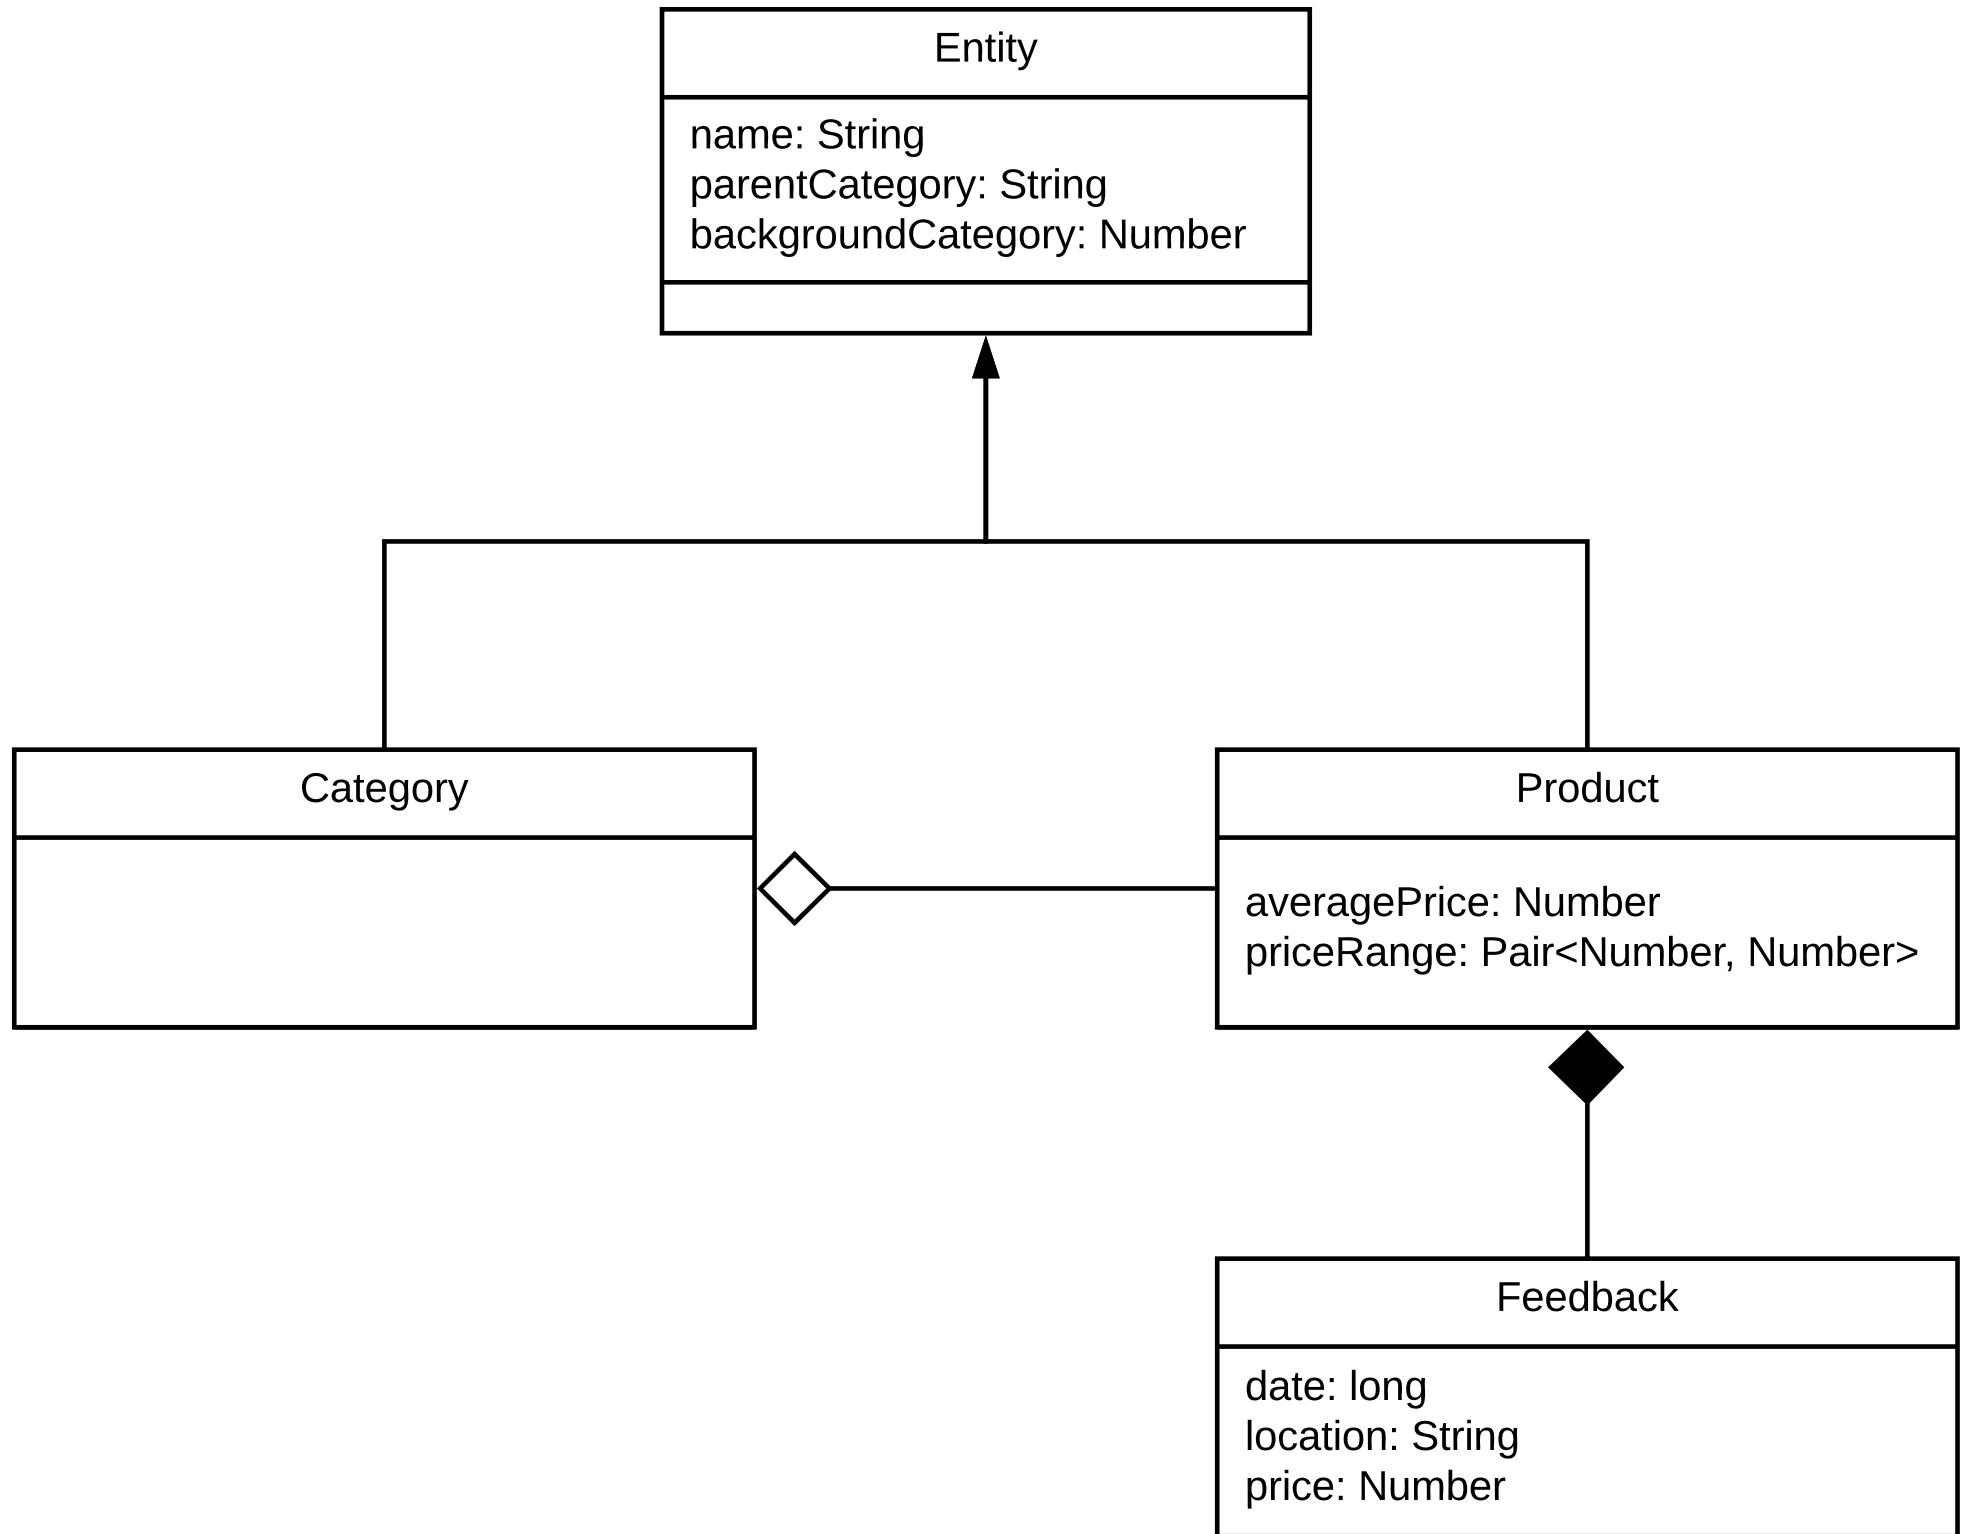 Entity
name: String
parentCategory: String
backgroundCategory: Number
Category
Product
averagePrice: Number
priceRange: Pair<Number, Number>
Feedback
date: long
location: String
price: Number